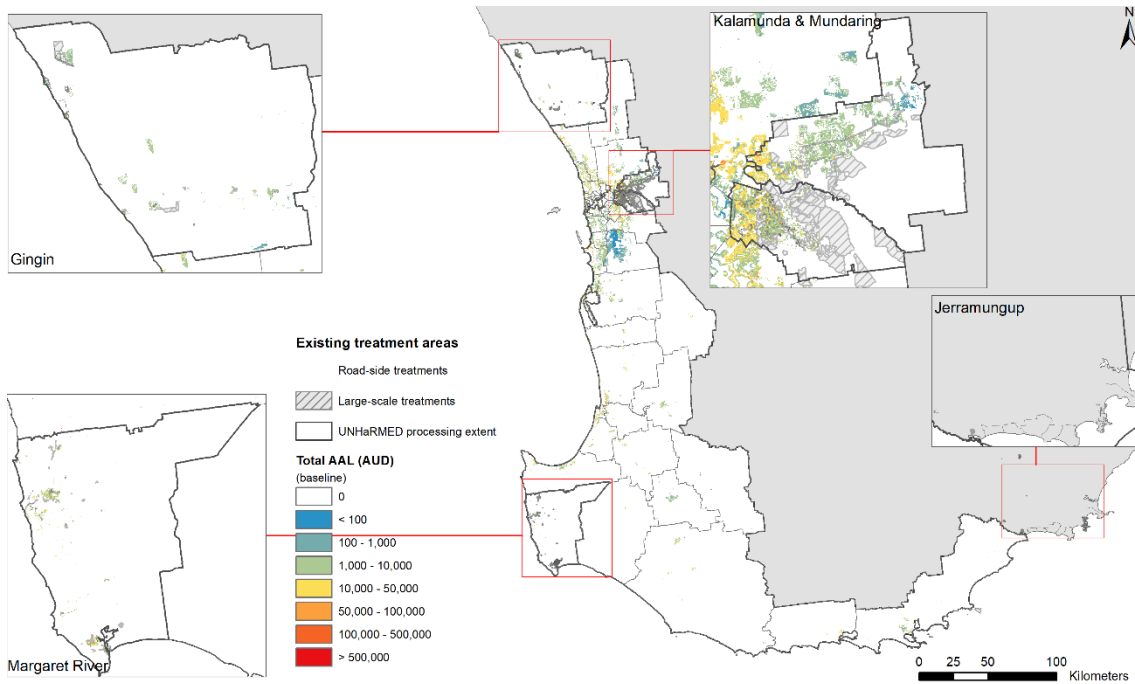 Kalamunda & Mundaring
N
Gingin
Jerramungup
Existing treatment areas
Road-side treatments
Large-scale treatments
UNHaRMED processing extent
Total AAL (AUD)
(baseline)
0
< 100
100 - 1,000
1,000 - 10,000
10,000 - 50,000
50,000 - 100,000
100,000 - 500,000
> 500,000
Margaret River
0 25 50 100
Kilometers